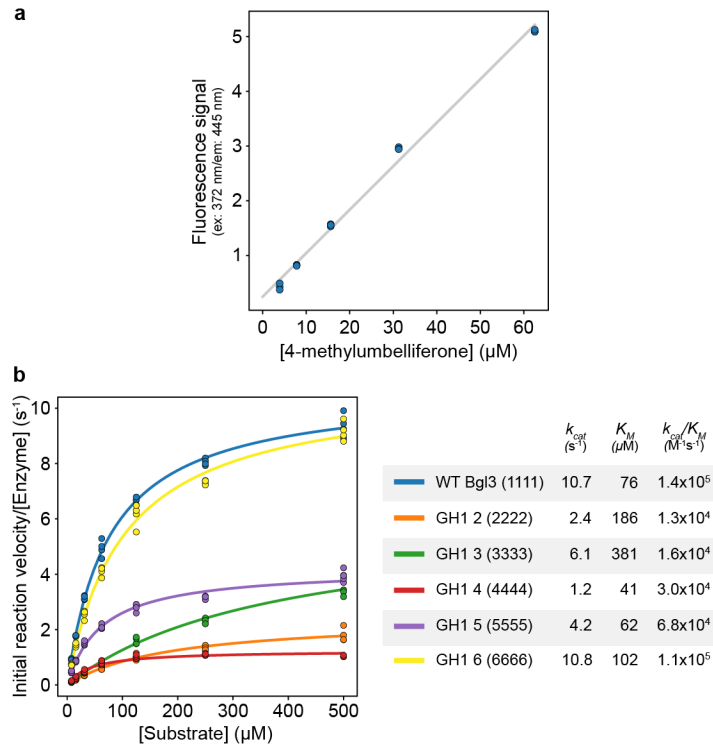 a
Fluorescence signal
(ex: 372 nm/em: 445 nm)
5
4
3
2
1
0 10 20 30 40 50 60
[4-methylumbelliferone] (µM)
b
Initial reaction velocity/[Enzyme] (s⁻¹)
10
8
6
4
2
0
0 100 200 300 400 500
[Substrate] (µM)
kcat KM kcat/KM
(s⁻¹) (µM) (M⁻¹s⁻¹)
WT Bgl3 (1111) 10.7 76 1.4x10⁵
GH1 2 (2222) 2.4 186 1.3x10⁴
GH1 3 (3333) 6.1 381 1.6x10⁴
GH1 4 (4444) 1.2 41 3.0x10⁴
GH1 5 (5555) 4.2 62 6.8x10⁴
GH1 6 (6666) 10.8 102 1.1x10⁵